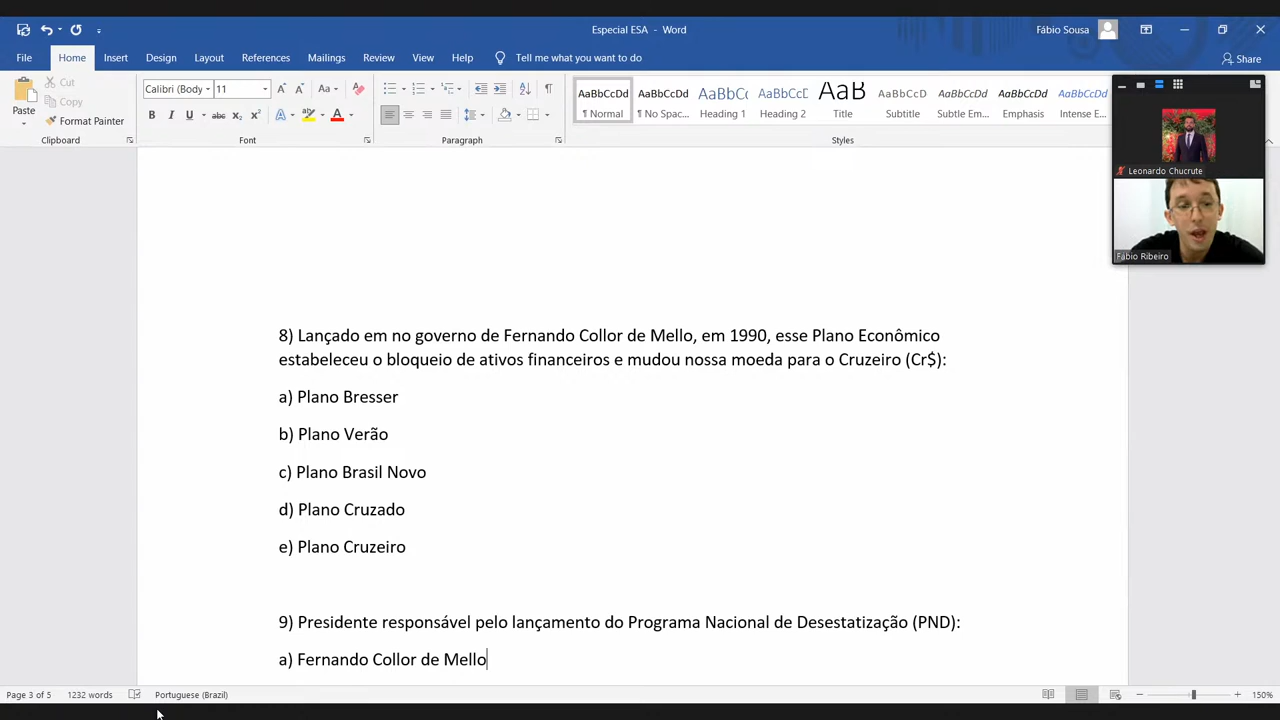 Especial ESA - Word
Fábio Sousa
File Home Insert Design Layout References Mailings Review View Help Tell me what you want to do
Share
Paste
Cut
Copy
Format Painter
Clipboard
Calibri (Body 11
Font
Paragraph
AaBbCcDd AaBbCcDd AaBbC( AaBbCcE AaB AaBbCcD AaBbCcDd AaBbCcDd AaBbCcDd
¶ Normal ¶ No Spac... Heading 1 Heading 2 Title Subtitle Subtle Em... Emphasis Intense E...
Styles
Leonardo Chucrute
Fábio Ribeiro
8) Lançado em no governo de Fernando Collor de Mello, em 1990, esse Plano Econômico
estabeleceu o bloqueio de ativos financeiros e mudou nossa moeda para o Cruzeiro (Cr$):
a) Plano Bresser
b) Plano Verão
c) Plano Brasil Novo
d) Plano Cruzado
e) Plano Cruzeiro
9) Presidente responsável pelo lançamento do Programa Nacional de Desestatização (PND):
a) Fernando Collor de Mello
Page 3 of 5 1232 words Portuguese (Brazil) 150%